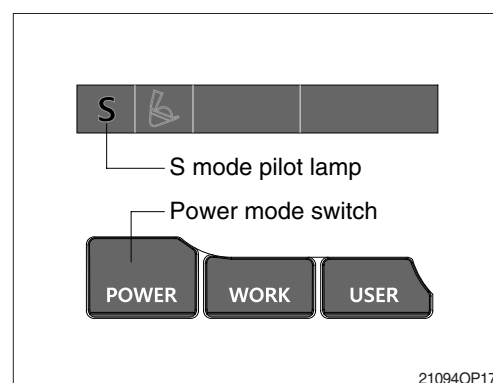 S
S mode pilot lamp
Power mode switch
POWER WORK USER
21094OP17